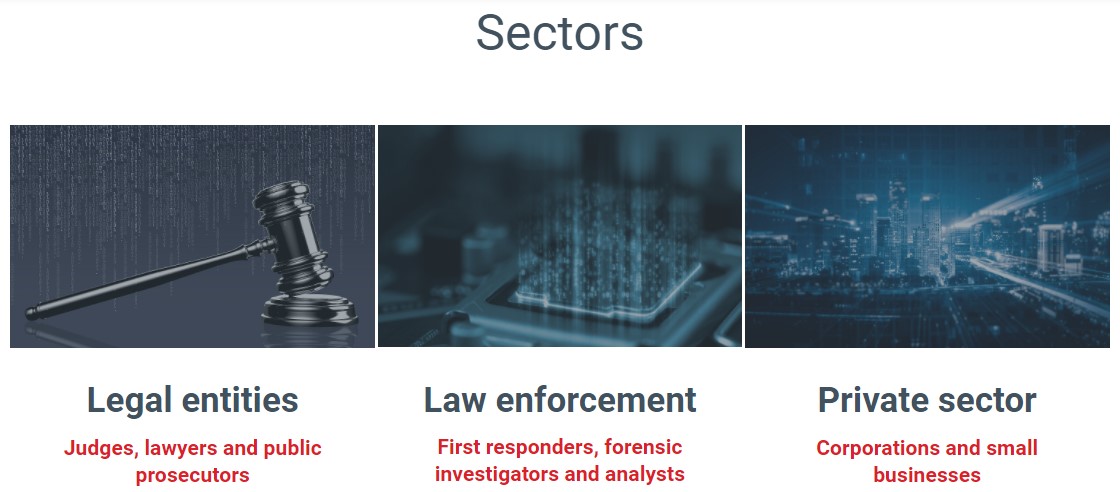 Sectors
Legal entities
Judges, lawyers and public
prosecutors
Law enforcement
First responders, forensic
investigators and analysts
Private sector
Corporations and small
businesses